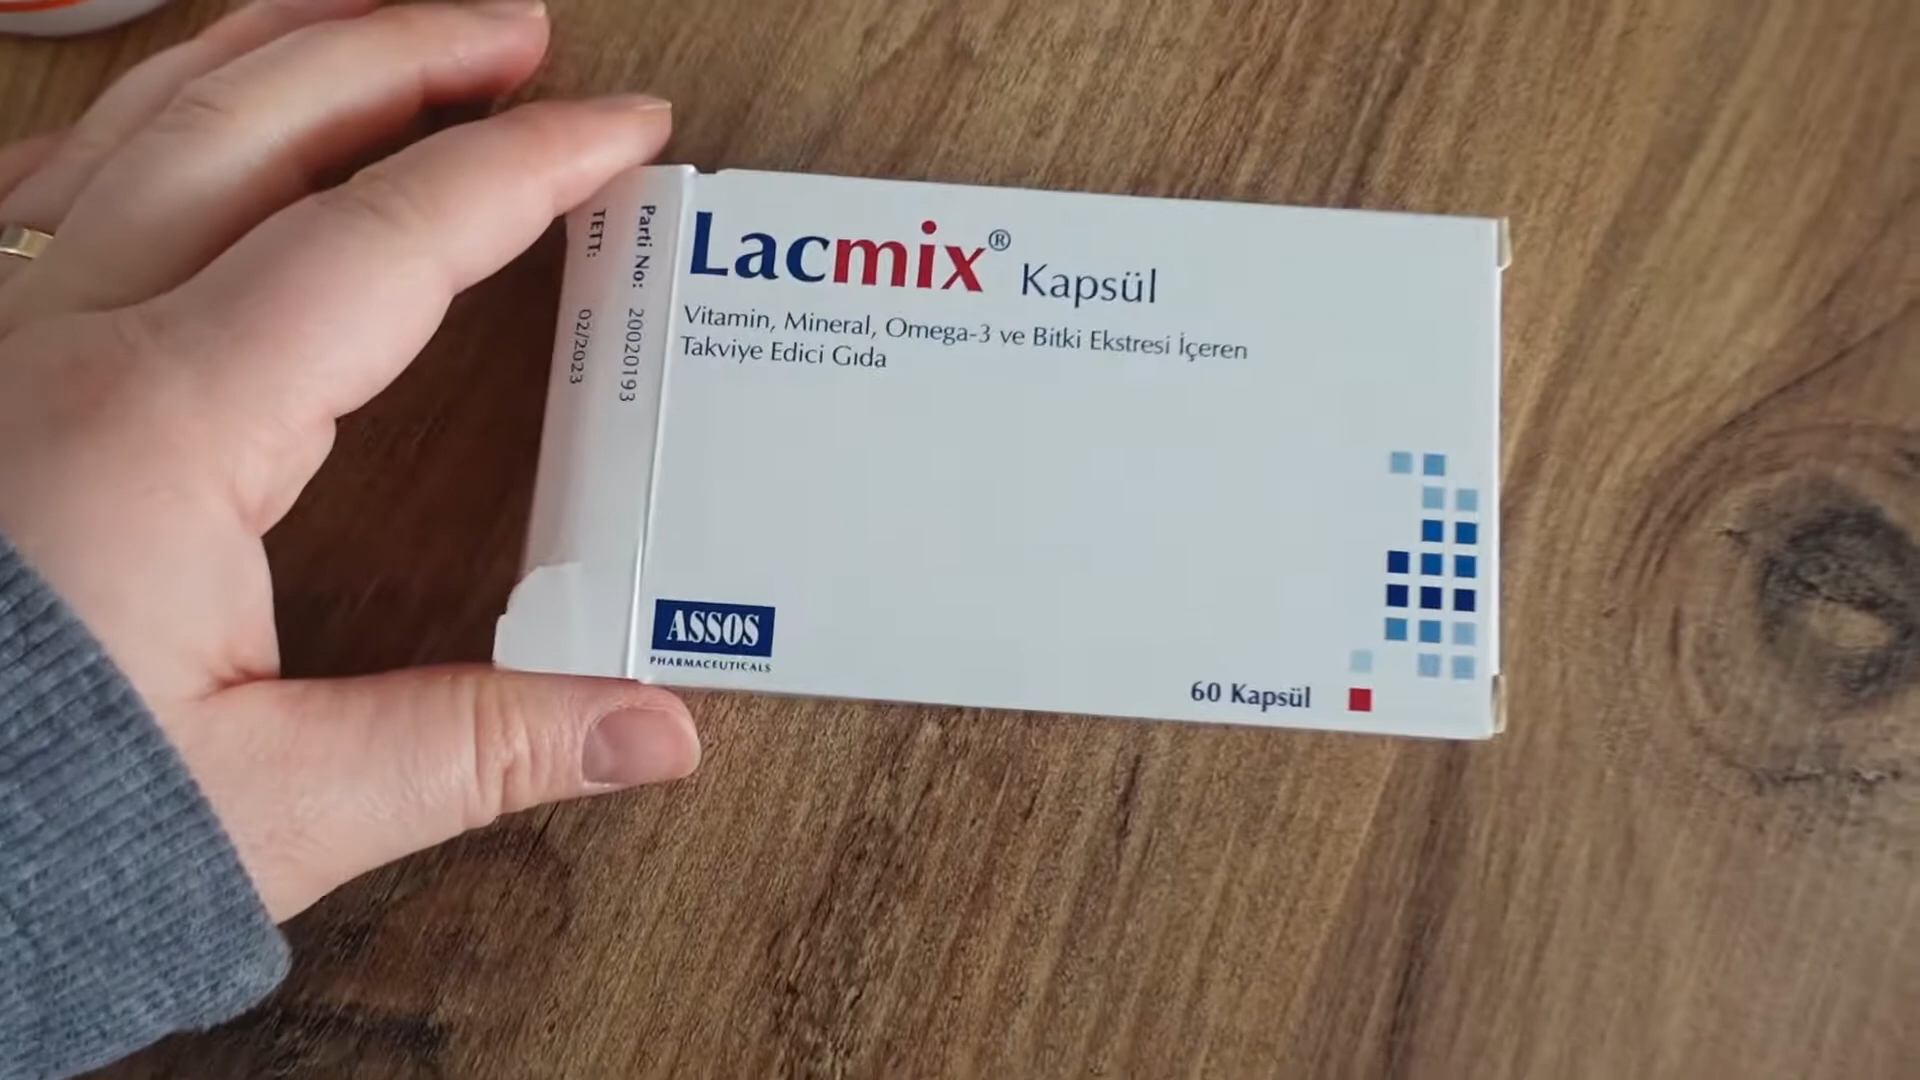 Lacmix® Kapsül
Vitamin, Mineral, Omega-3 ve Bitki Ekstresi İçeren
Takviye Edici Gıda
Parti No: 20020193
TETT: 02/2023
ASSOS
PHARMACEUTICALS
60 Kapsül